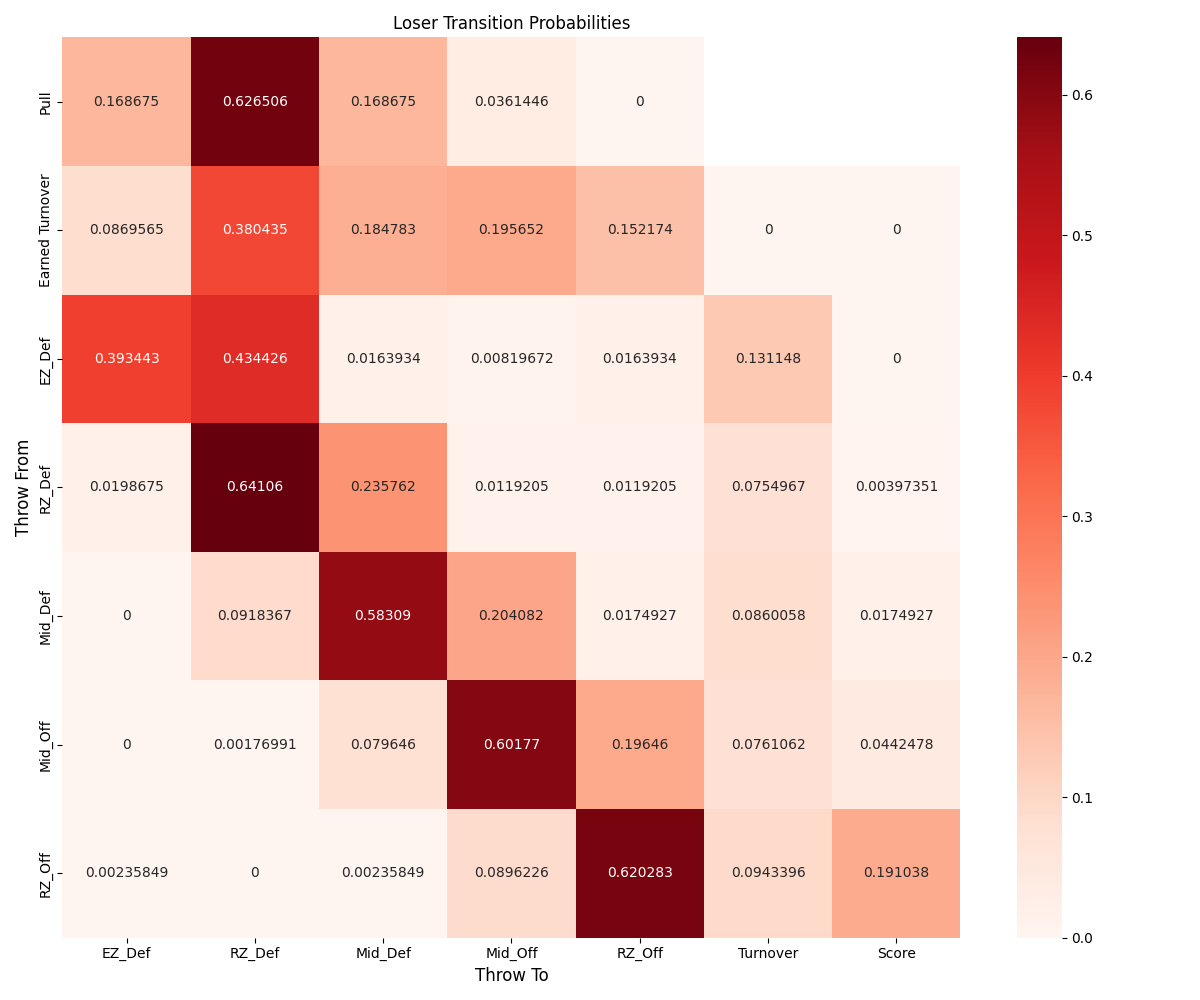 Loser Transition Probabilities
Throw From
Pull
0.168675 0.626506 0.168675 0.0361446 0
Earned Turnover
0.0869565 0.380435 0.184783 0.195652 0.152174 0 0
EZ_Def
0.393443 0.434426 0.0163934 0.00819672 0.0163934 0.131148 0
RZ_Def
0.0198675 0.64106 0.235762 0.0119205 0.0119205 0.0754967 0.00397351
Mid_Def
0 0.0918367 0.58309 0.204082 0.0174927 0.0860058 0.0174927
Mid_Off
0 0.00176991 0.079646 0.60177 0.19646 0.0761062 0.0442478
RZ_Off
0.00235849 0 0.00235849 0.0896226 0.620283 0.0943396 0.191038
EZ_Def RZ_Def Mid_Def Mid_Off RZ_Off Turnover Score
Throw To
0.6
0.5
0.4
0.3
0.2
0.1
0.0